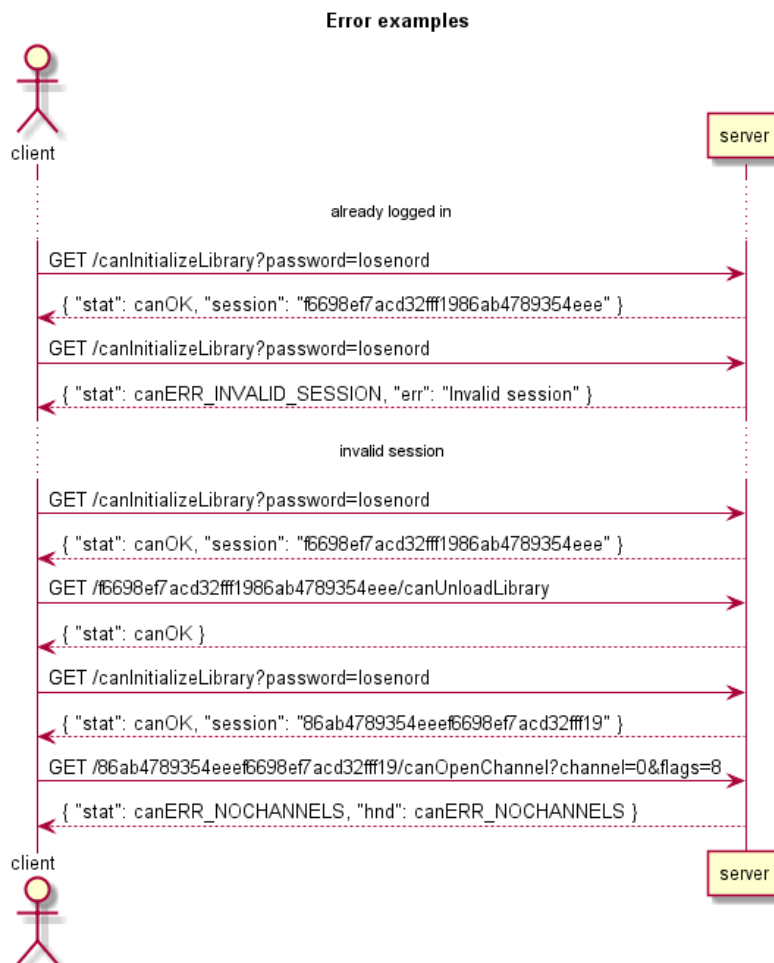 Error examples
client
server
already logged in
GET /canInitializeLibrary?password=losenord
{ "stat": canOK, "session": "f6698ef7acd32fff1986ab4789354eee" }
GET /canInitializeLibrary?password=losenord
{ "stat": canERR_INVALID_SESSION, "err": "Invalid session" }
invalid session
GET /canInitializeLibrary?password=losenord
{ "stat": canOK, "session": "f6698ef7acd32fff1986ab4789354eee" }
GET /f6698ef7acd32fff1986ab4789354eee/canUnloadLibrary
{ "stat": canOK }
GET /canInitializeLibrary?password=losenord
{ "stat": canOK, "session": "86ab4789354eeef6698ef7acd32fff19" }
GET /86ab4789354eeef6698ef7acd32fff19/canOpenChannel?channel=0&flags=8
{ "stat": canERR_NOCHANNELS, "hnd": canERR_NOCHANNELS }
client
server